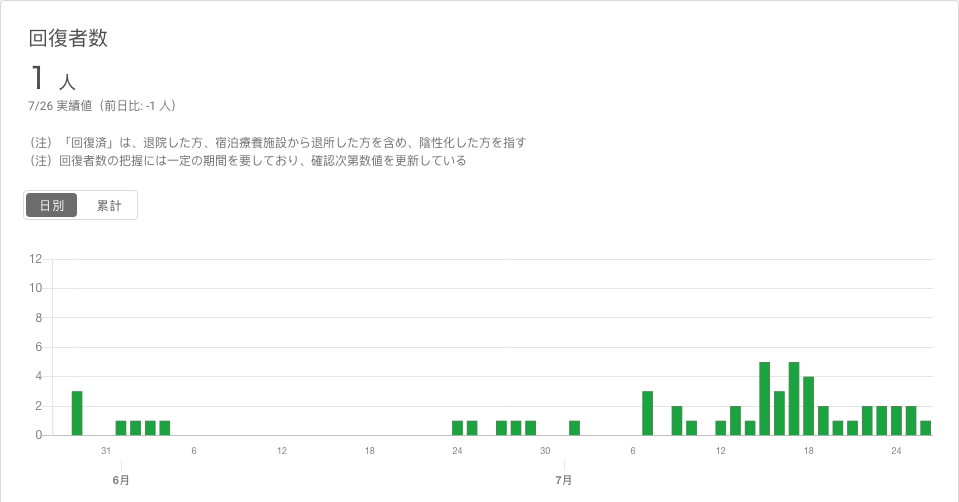 回復者数
1 人
7/26 実績値（前日比: -1 人）
（注）「回復済」は、退院した方、宿泊療養施設から退所した方を含め、陰性化した方を指す
（注）回復者数の把握には一定の期間を要しており、確認次第数値を更新している
日別 累計
12
10
8
6
4
2
0
31 6 12 18 24 30 6 12 18 24
6月 7月